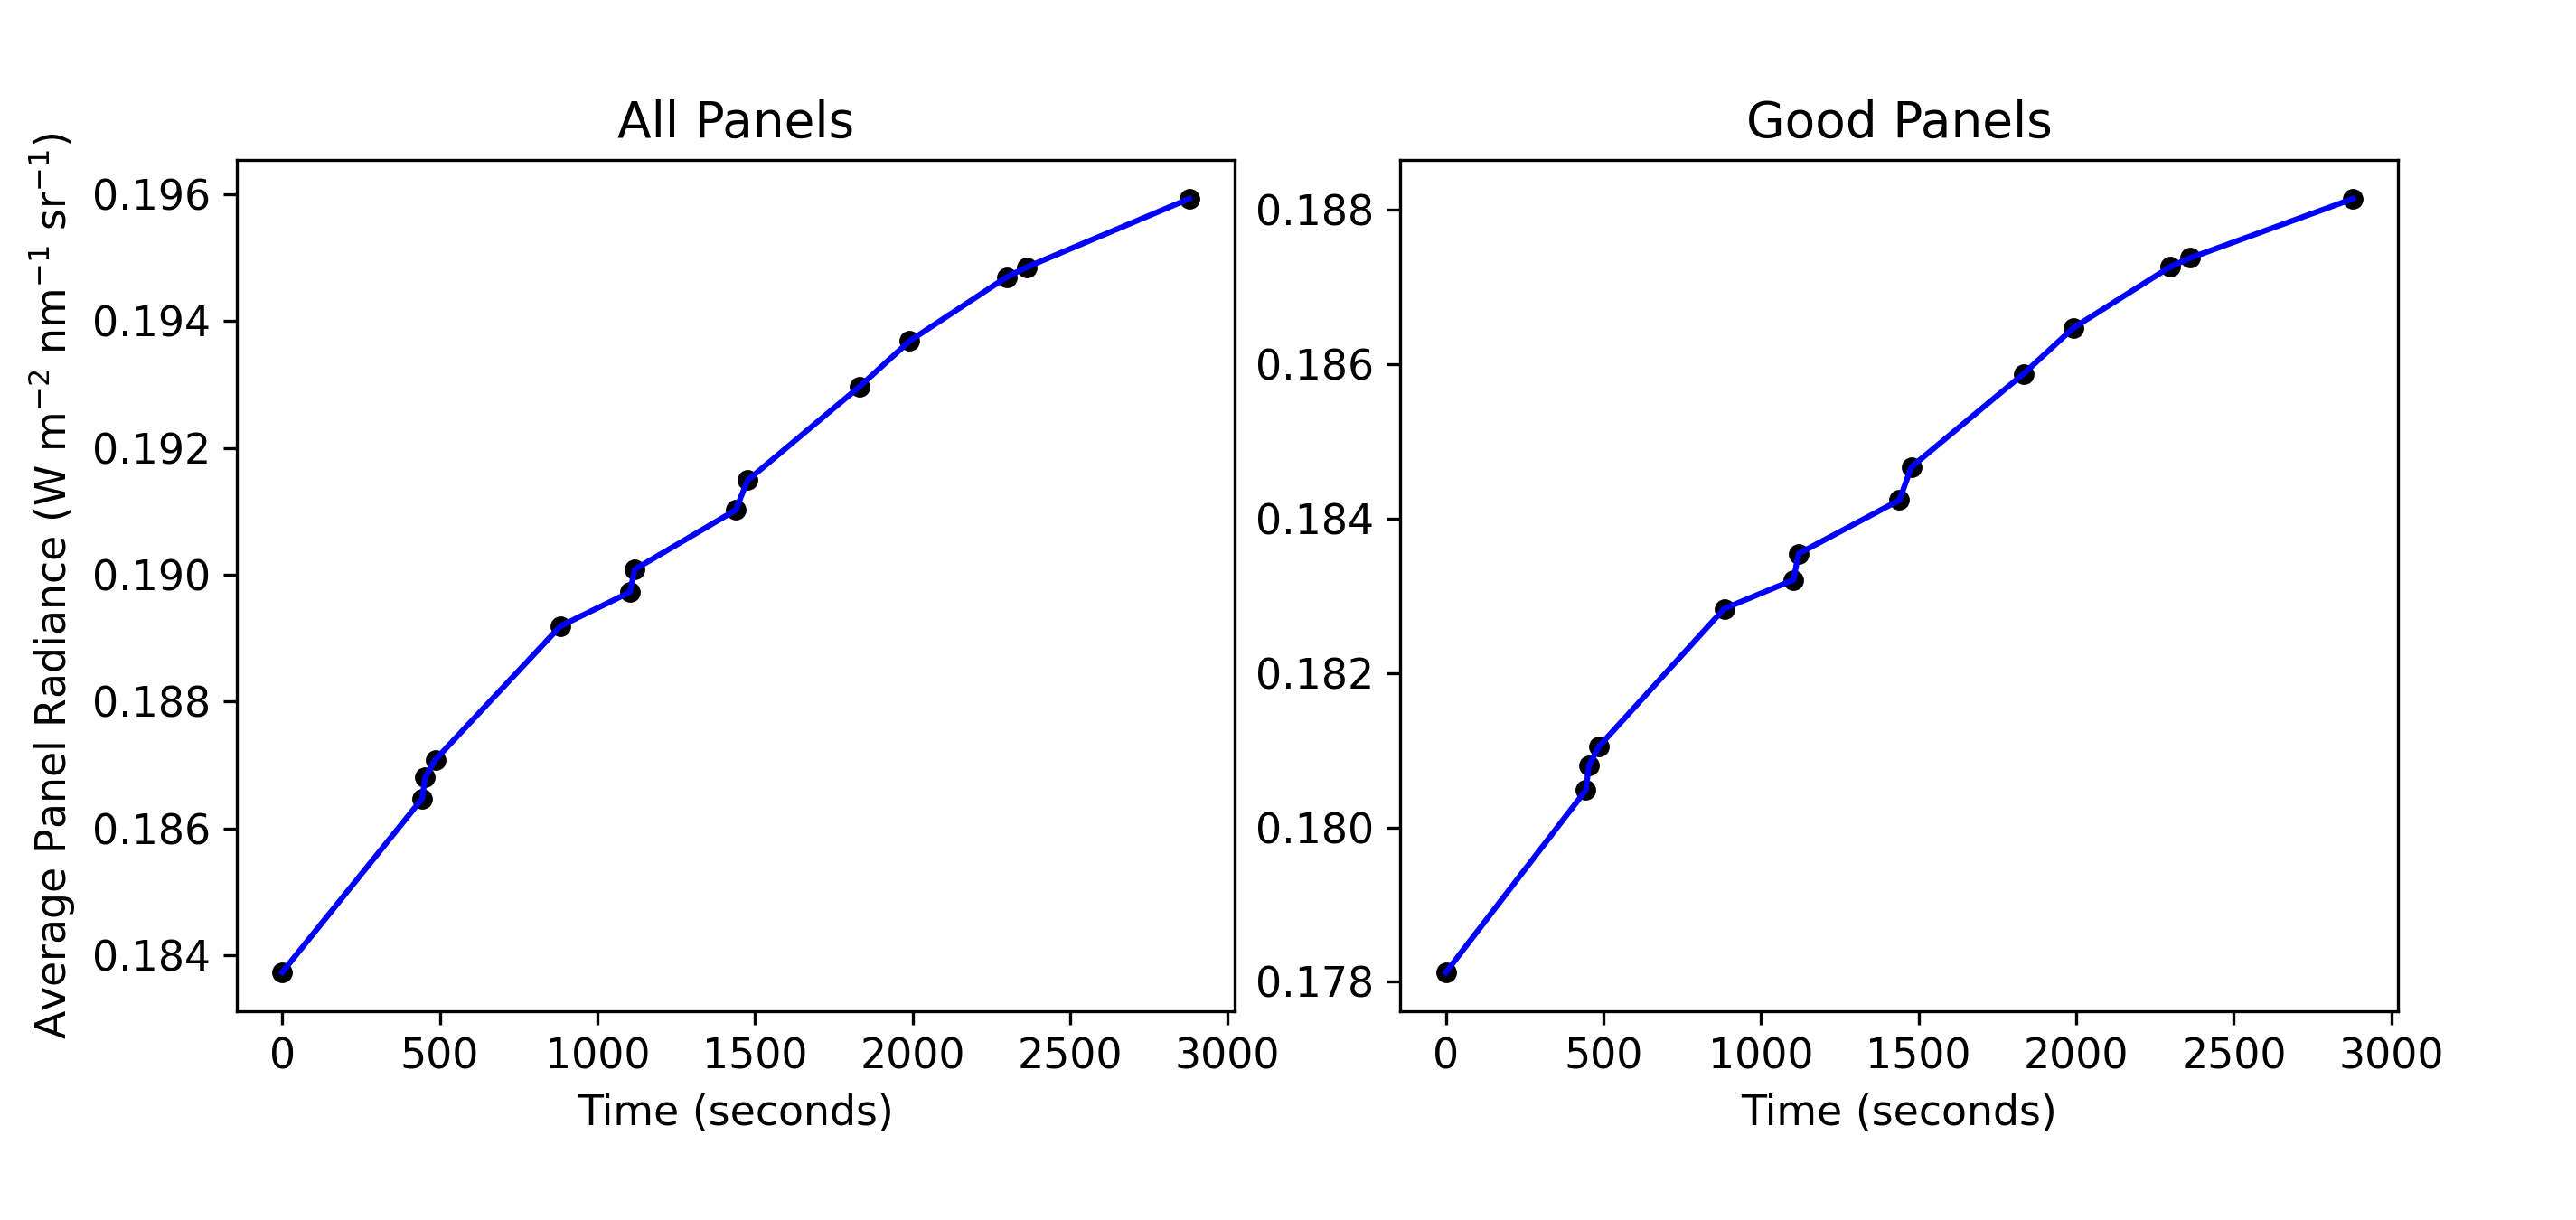 All Panels
Average Panel Radiance (W m⁻² nm⁻¹ sr⁻¹)
0.196
0.194
0.192
0.190
0.188
0.186
0.184
0 500 1000 1500 2000 2500 3000
Time (seconds)
Good Panels
0.188
0.186
0.184
0.182
0.180
0.178
0 500 1000 1500 2000 2500 3000
Time (seconds)